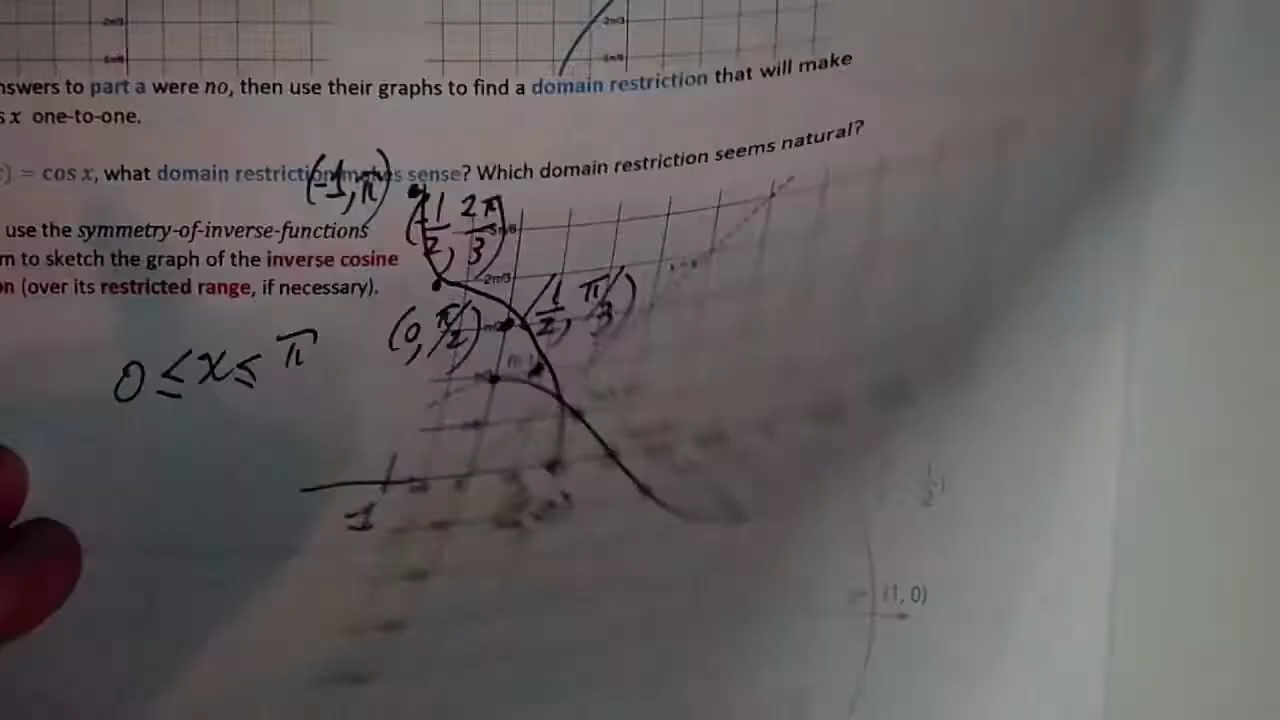 nswers to part a were no, then use their graphs to find a domain restriction that will make
s x one-to-one.
) = cos x, what domain restriction makes sense? Which domain restriction seems natural?
(-1, π)
use the symmetry-of-inverse-functions
(-1/2, 2π/3)
m to sketch the graph of the inverse cosine
on (over its restricted range, if necessary).
2π/3
(0, π/2)
(1/2, π/3)
0 ≤ x ≤ π
-1
(1, 0)